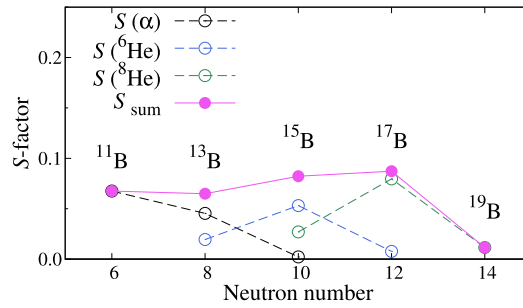 0.2
0.1
0.0
S-factor
S (α)
S (⁶He)
S (⁸He)
S sum
¹¹B
¹³B
¹⁵B
¹⁷B
¹⁹B
6
8
10
12
14
Neutron number